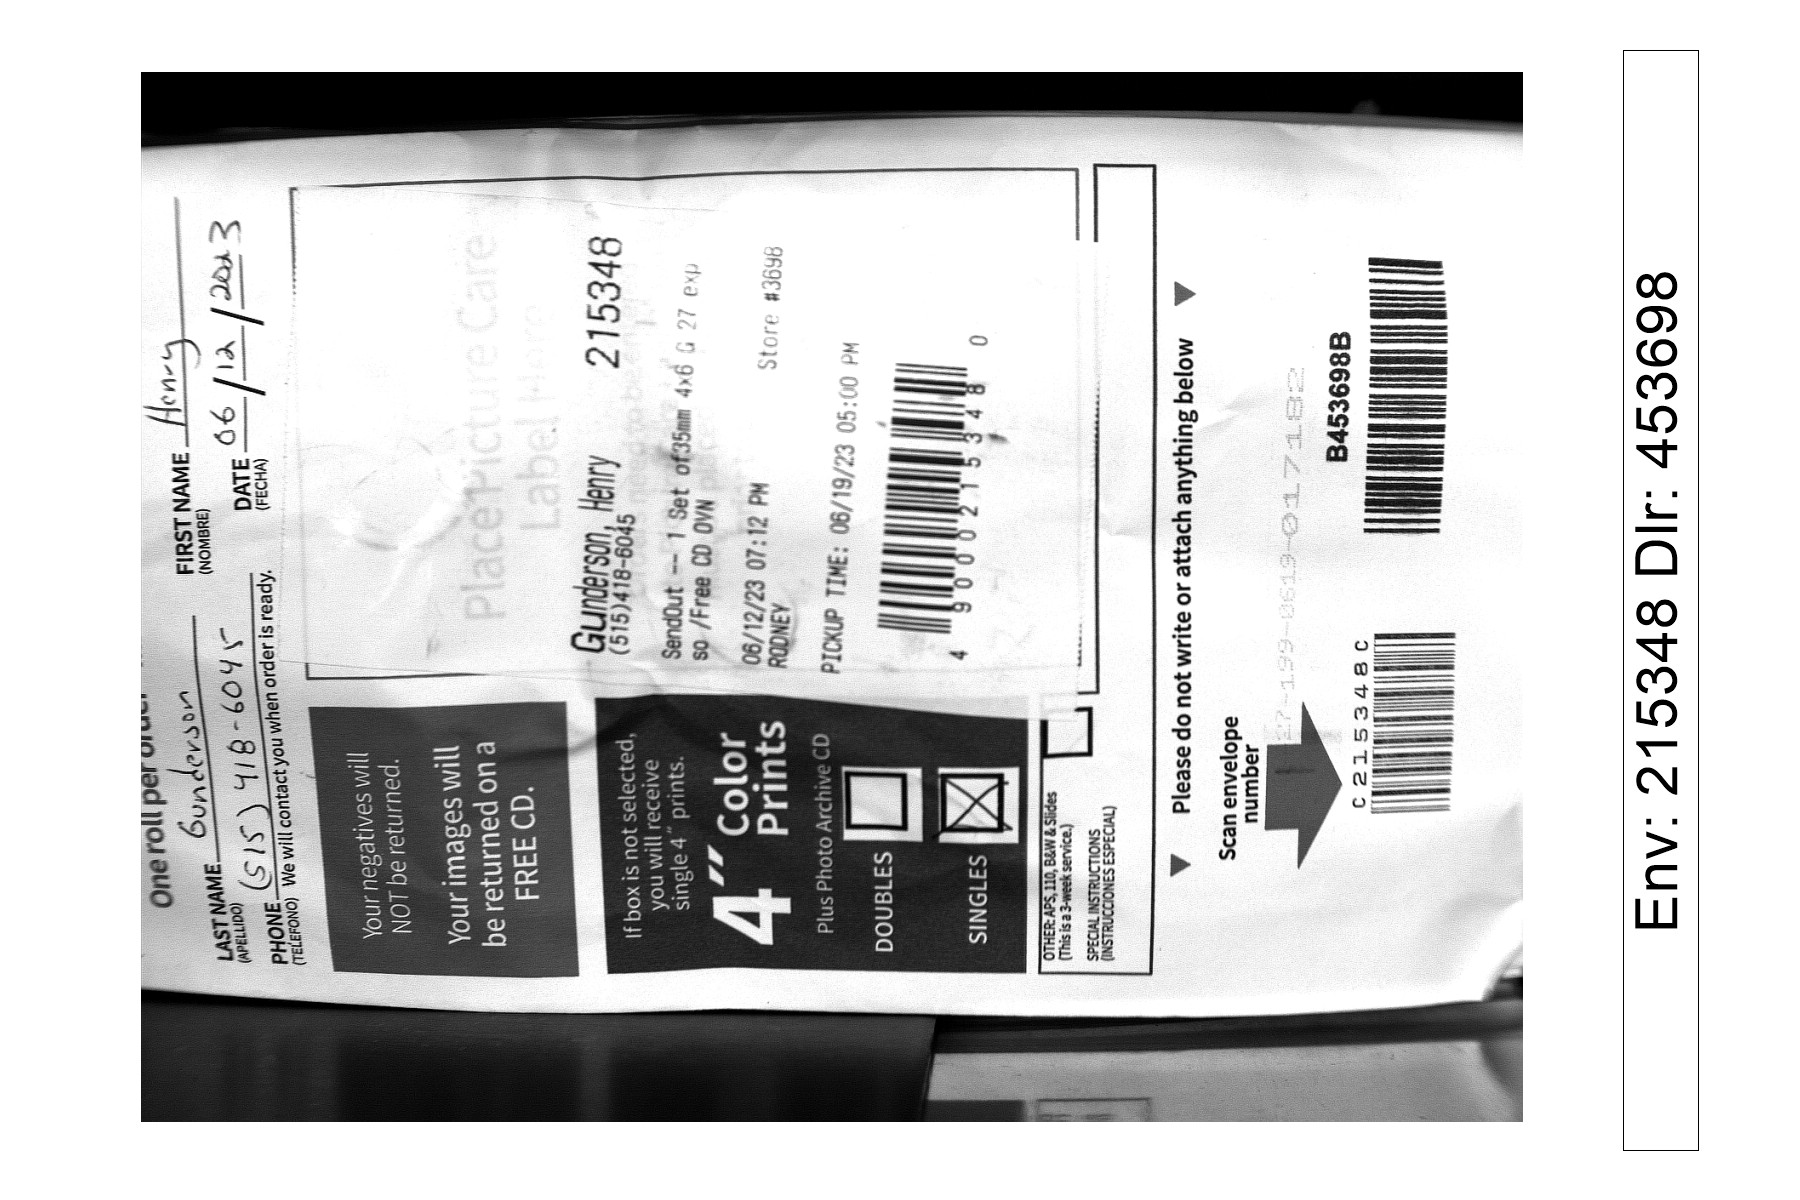 One roll per order
LAST NAME Gunderson FIRST NAME Henry
(APELLIDO) (NOMBRE)
PHONE (515) 418-6045 DATE 06/12/2023
(TELÉFONO) We will contact you when order is ready. (FECHA)
Your negatives will
NOT be returned.
Your images will
be returned on a
FREE CD.
Place Picture Care
Label Here
Gunderson, Henry 215348
(515)418-6045
SendOut -- 1 Set of35mm 4x6 G 27 exp
so /Free CD OVN
06/12/23 07:12 PM Store #3698
RODNEY
PICKUP TIME: 06/19/23 05:00 PM
4 90002 15348 0
If box is not selected,
you will receive
single 4" prints.
4" Color
Prints
Plus Photo Archive CD
DOUBLES
SINGLES
OTHER: APS, 110, B&W & Slides
(This is a 3-week service.)
SPECIAL INSTRUCTIONS
(INSTRUCCIONES ESPECIAL)
Please do not write or attach anything below
Scan envelope
number
27-199-0619-017182
B453698B
C215348C
Env: 215348 Dlr: 453698